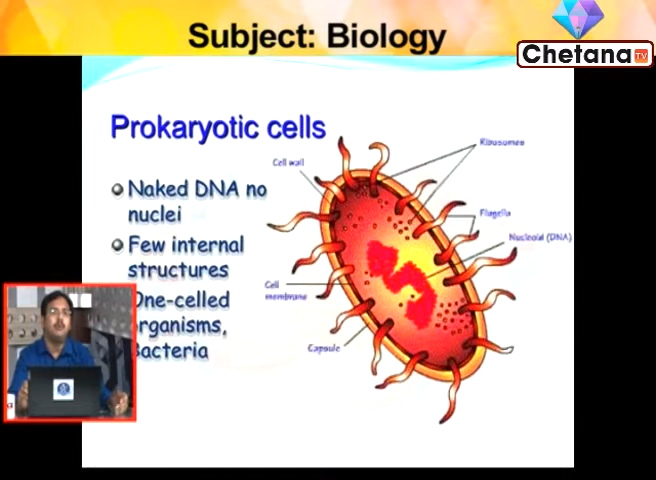 Subject: Biology
Chetana TV
Prokaryotic cells
Ribosomes
Cell wall
Naked DNA no
nuclei
Flagella
Few internal
structures
Nucleoid (DNA)
Cell
membrane
One-celled
organisms,
Bacteria
Capsule